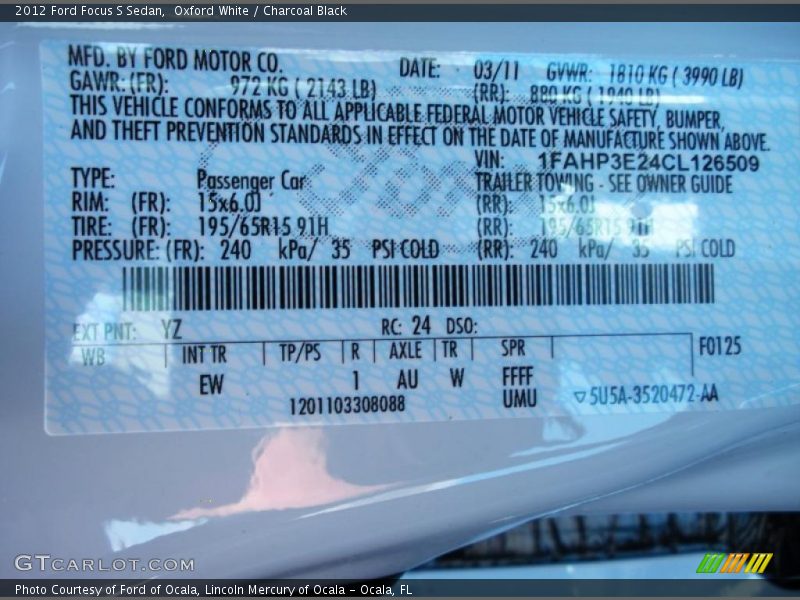 2012 Ford Focus S Sedan, Oxford White / Charcoal Black
MFD. BY FORD MOTOR CO. DATE: 03/11 GVWR: 1810 KG ( 3990 LB)
GAWR: (FR): 972 KG ( 2143 LB) (RR): 880 KG ( 1940 LB)
THIS VEHICLE CONFORMS TO ALL APPLICABLE FEDERAL MOTOR VEHICLE SAFETY, BUMPER,
AND THEFT PREVENTION STANDARDS IN EFFECT ON THE DATE OF MANUFACTURE SHOWN ABOVE.
VIN: 1FAHP3E24CL126509
TYPE: Passenger Car TRAILER TOWING - SEE OWNER GUIDE
RIM: (FR): 15x6.0J (RR): 15x6.0J
TIRE: (FR): 195/65R15 91H (RR): 195/65R15 91H
PRESSURE: (FR): 240 kPa/ 35 PSI COLD (RR): 240 kPa/ 35 PSI COLD
EXT PNT: YZ RC: 24 DSO:
WB INT TR TP/PS R AXLE TR SPR F0125
EW 1 AU W FFFF
1201103308088 UMU ▽5U5A-3520472-AA
GTCARLOT.COM
Photo Courtesy of Ford of Ocala, Lincoln Mercury of Ocala – Ocala, FL